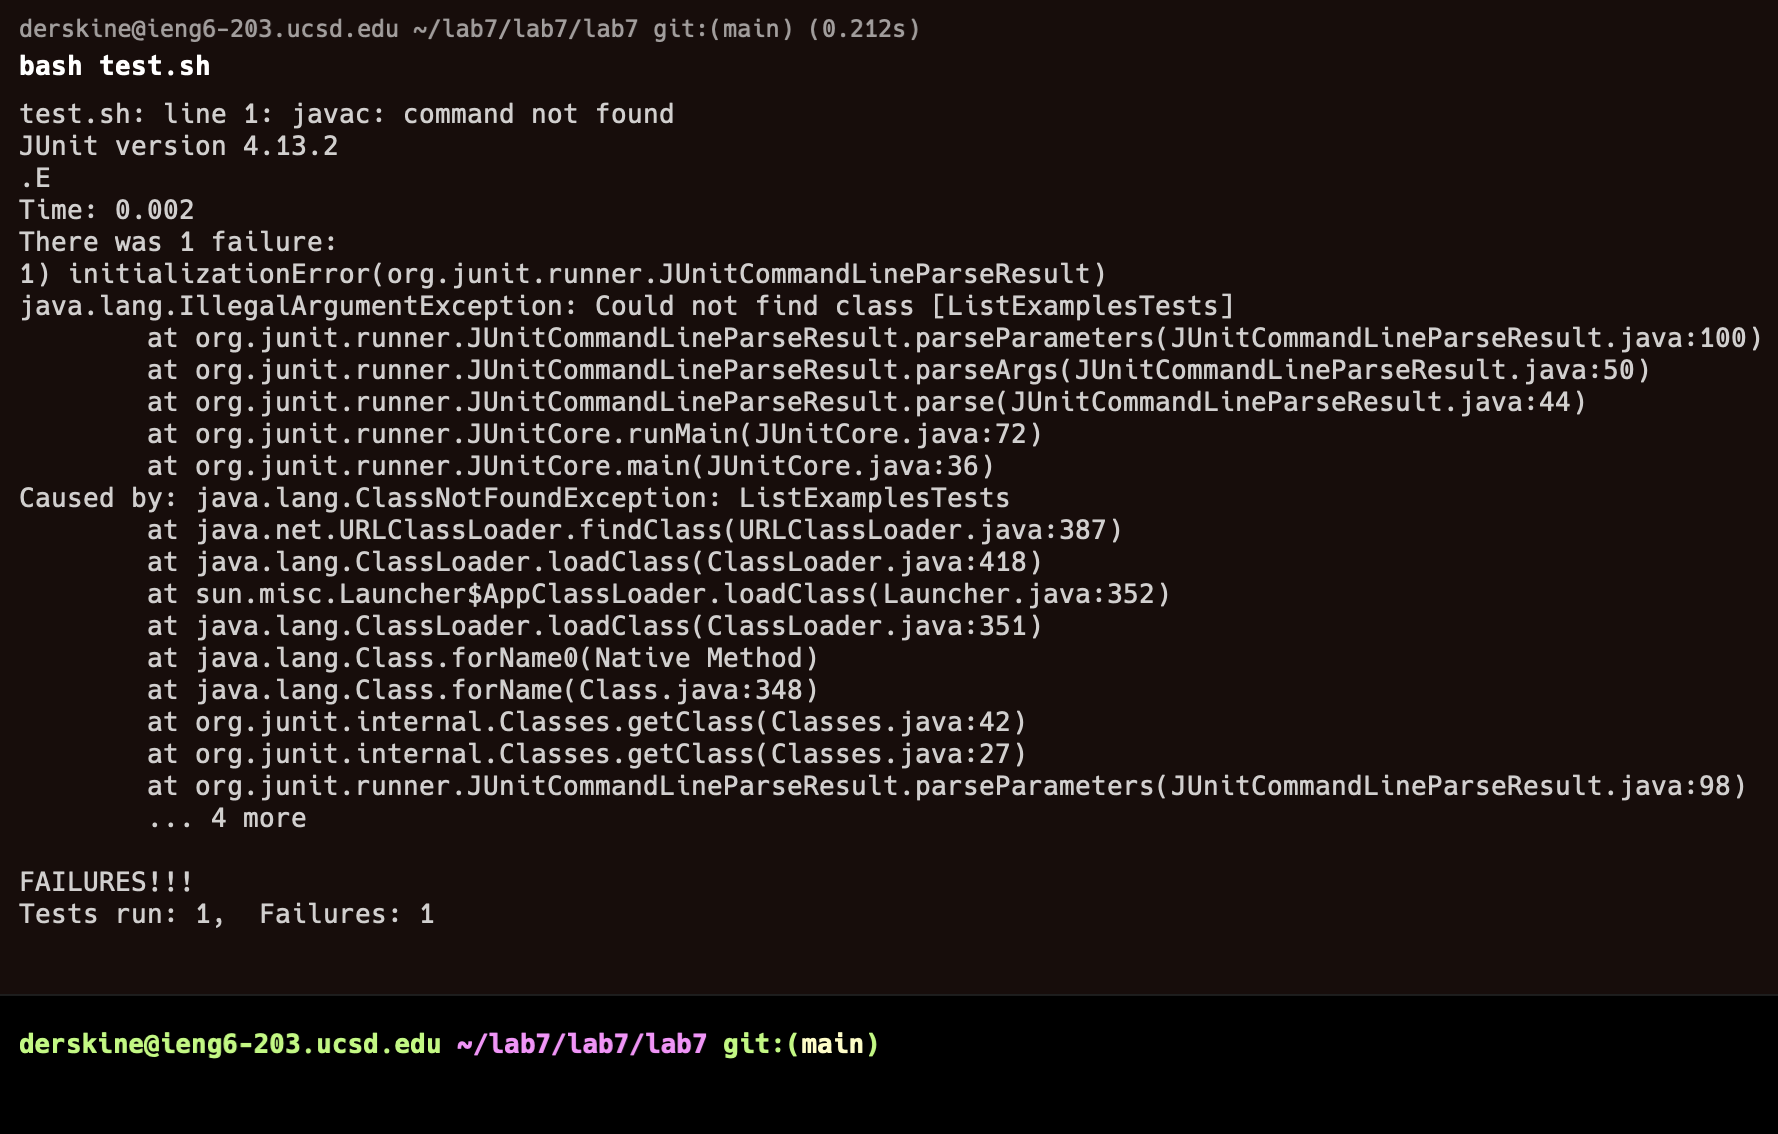 derskine@ieng6-203.ucsd.edu ~/lab7/lab7/lab7 git:(main) (0.212s)
bash test.sh
test.sh: line 1: javac: command not found
JUnit version 4.13.2
.E
Time: 0.002
There was 1 failure:
1) initializationError(org.junit.runner.JUnitCommandLineParseResult)
java.lang.IllegalArgumentException: Could not find class [ListExamplesTests]
        at org.junit.runner.JUnitCommandLineParseResult.parseParameters(JUnitCommandLineParseResult.java:100)
        at org.junit.runner.JUnitCommandLineParseResult.parseArgs(JUnitCommandLineParseResult.java:50)
        at org.junit.runner.JUnitCommandLineParseResult.parse(JUnitCommandLineParseResult.java:44)
        at org.junit.runner.JUnitCore.runMain(JUnitCore.java:72)
        at org.junit.runner.JUnitCore.main(JUnitCore.java:36)
Caused by: java.lang.ClassNotFoundException: ListExamplesTests
        at java.net.URLClassLoader.findClass(URLClassLoader.java:387)
        at java.lang.ClassLoader.loadClass(ClassLoader.java:418)
        at sun.misc.Launcher$AppClassLoader.loadClass(Launcher.java:352)
        at java.lang.ClassLoader.loadClass(ClassLoader.java:351)
        at java.lang.Class.forName0(Native Method)
        at java.lang.Class.forName(Class.java:348)
        at org.junit.internal.Classes.getClass(Classes.java:42)
        at org.junit.internal.Classes.getClass(Classes.java:27)
        at org.junit.runner.JUnitCommandLineParseResult.parseParameters(JUnitCommandLineParseResult.java:98)
        ... 4 more
FAILURES!!!
Tests run: 1,  Failures: 1
derskine@ieng6-203.ucsd.edu ~/lab7/lab7/lab7 git:(main)